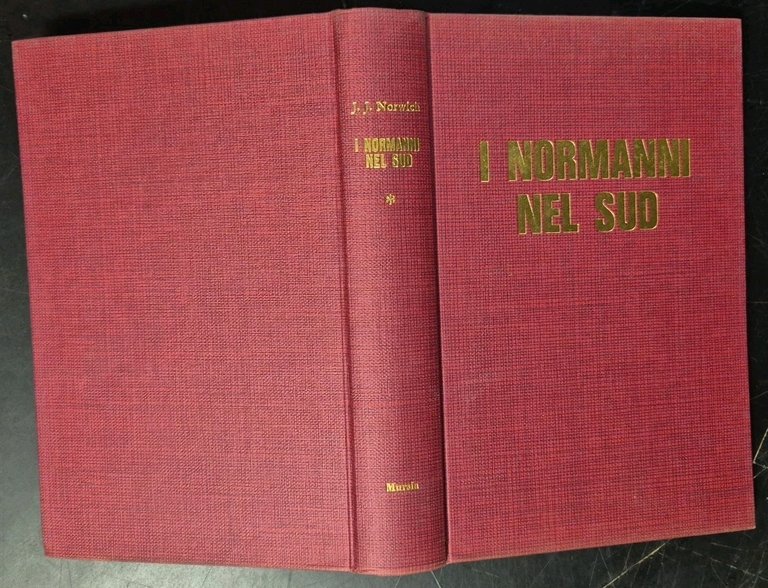 J. J. Norwich
I NORMANNI
NEL SUD
*
Mursia
I NORMANNI
NEL SUD